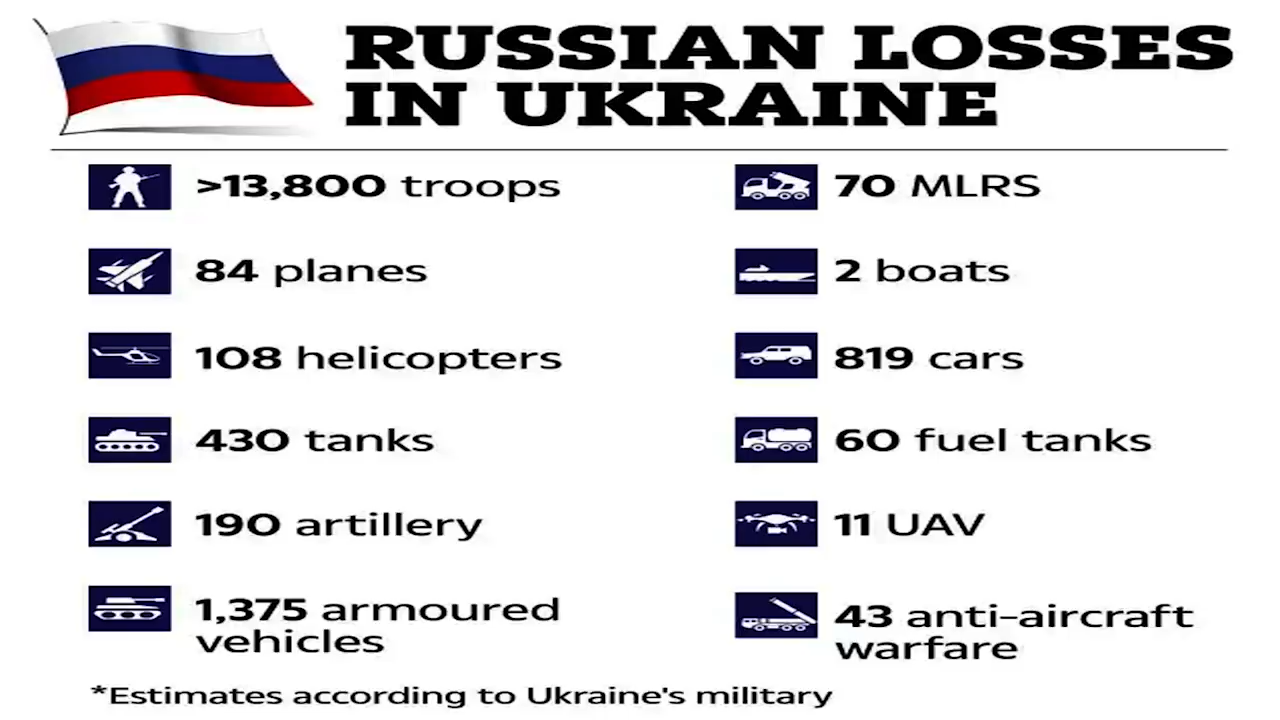 RUSSIAN LOSSES
IN UKRAINE
>13,800 troops
84 planes
108 helicopters
430 tanks
190 artillery
1,375 armoured
vehicles
70 MLRS
2 boats
819 cars
60 fuel tanks
11 UAV
43 anti-aircraft
warfare
*Estimates according to Ukraine's military